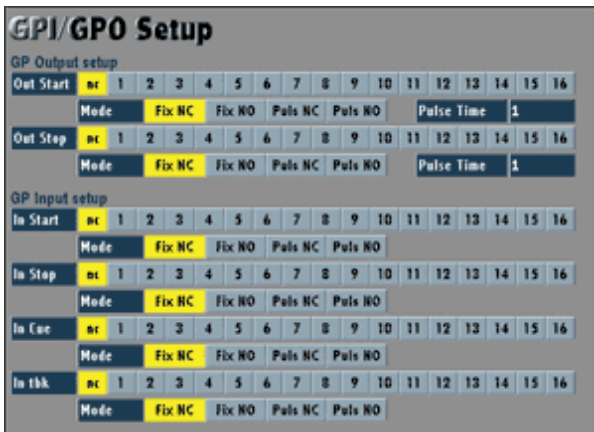 GPI/GPO Setup
GP Output setup
Out Start nc 1 2 3 4 5 6 7 8 9 10 11 12 13 14 15 16
Mode Fix NC Fix NO Puls NC Puls NO Pulse Time 1
Out Stop nc 1 2 3 4 5 6 7 8 9 10 11 12 13 14 15 16
Mode Fix NC Fix NO Puls NC Puls NO Pulse Time 1
GP Input setup
In Start nc 1 2 3 4 5 6 7 8 9 10 11 12 13 14 15 16
Mode Fix NC Fix NO Puls NC Puls NO
In Stop nc 1 2 3 4 5 6 7 8 9 10 11 12 13 14 15 16
Mode Fix NC Fix NO Puls NC Puls NO
In Cue nc 1 2 3 4 5 6 7 8 9 10 11 12 13 14 15 16
Mode Fix NC Fix NO Puls NC Puls NO
In tbk nc 1 2 3 4 5 6 7 8 9 10 11 12 13 14 15 16
Mode Fix NC Fix NO Puls NC Puls NO